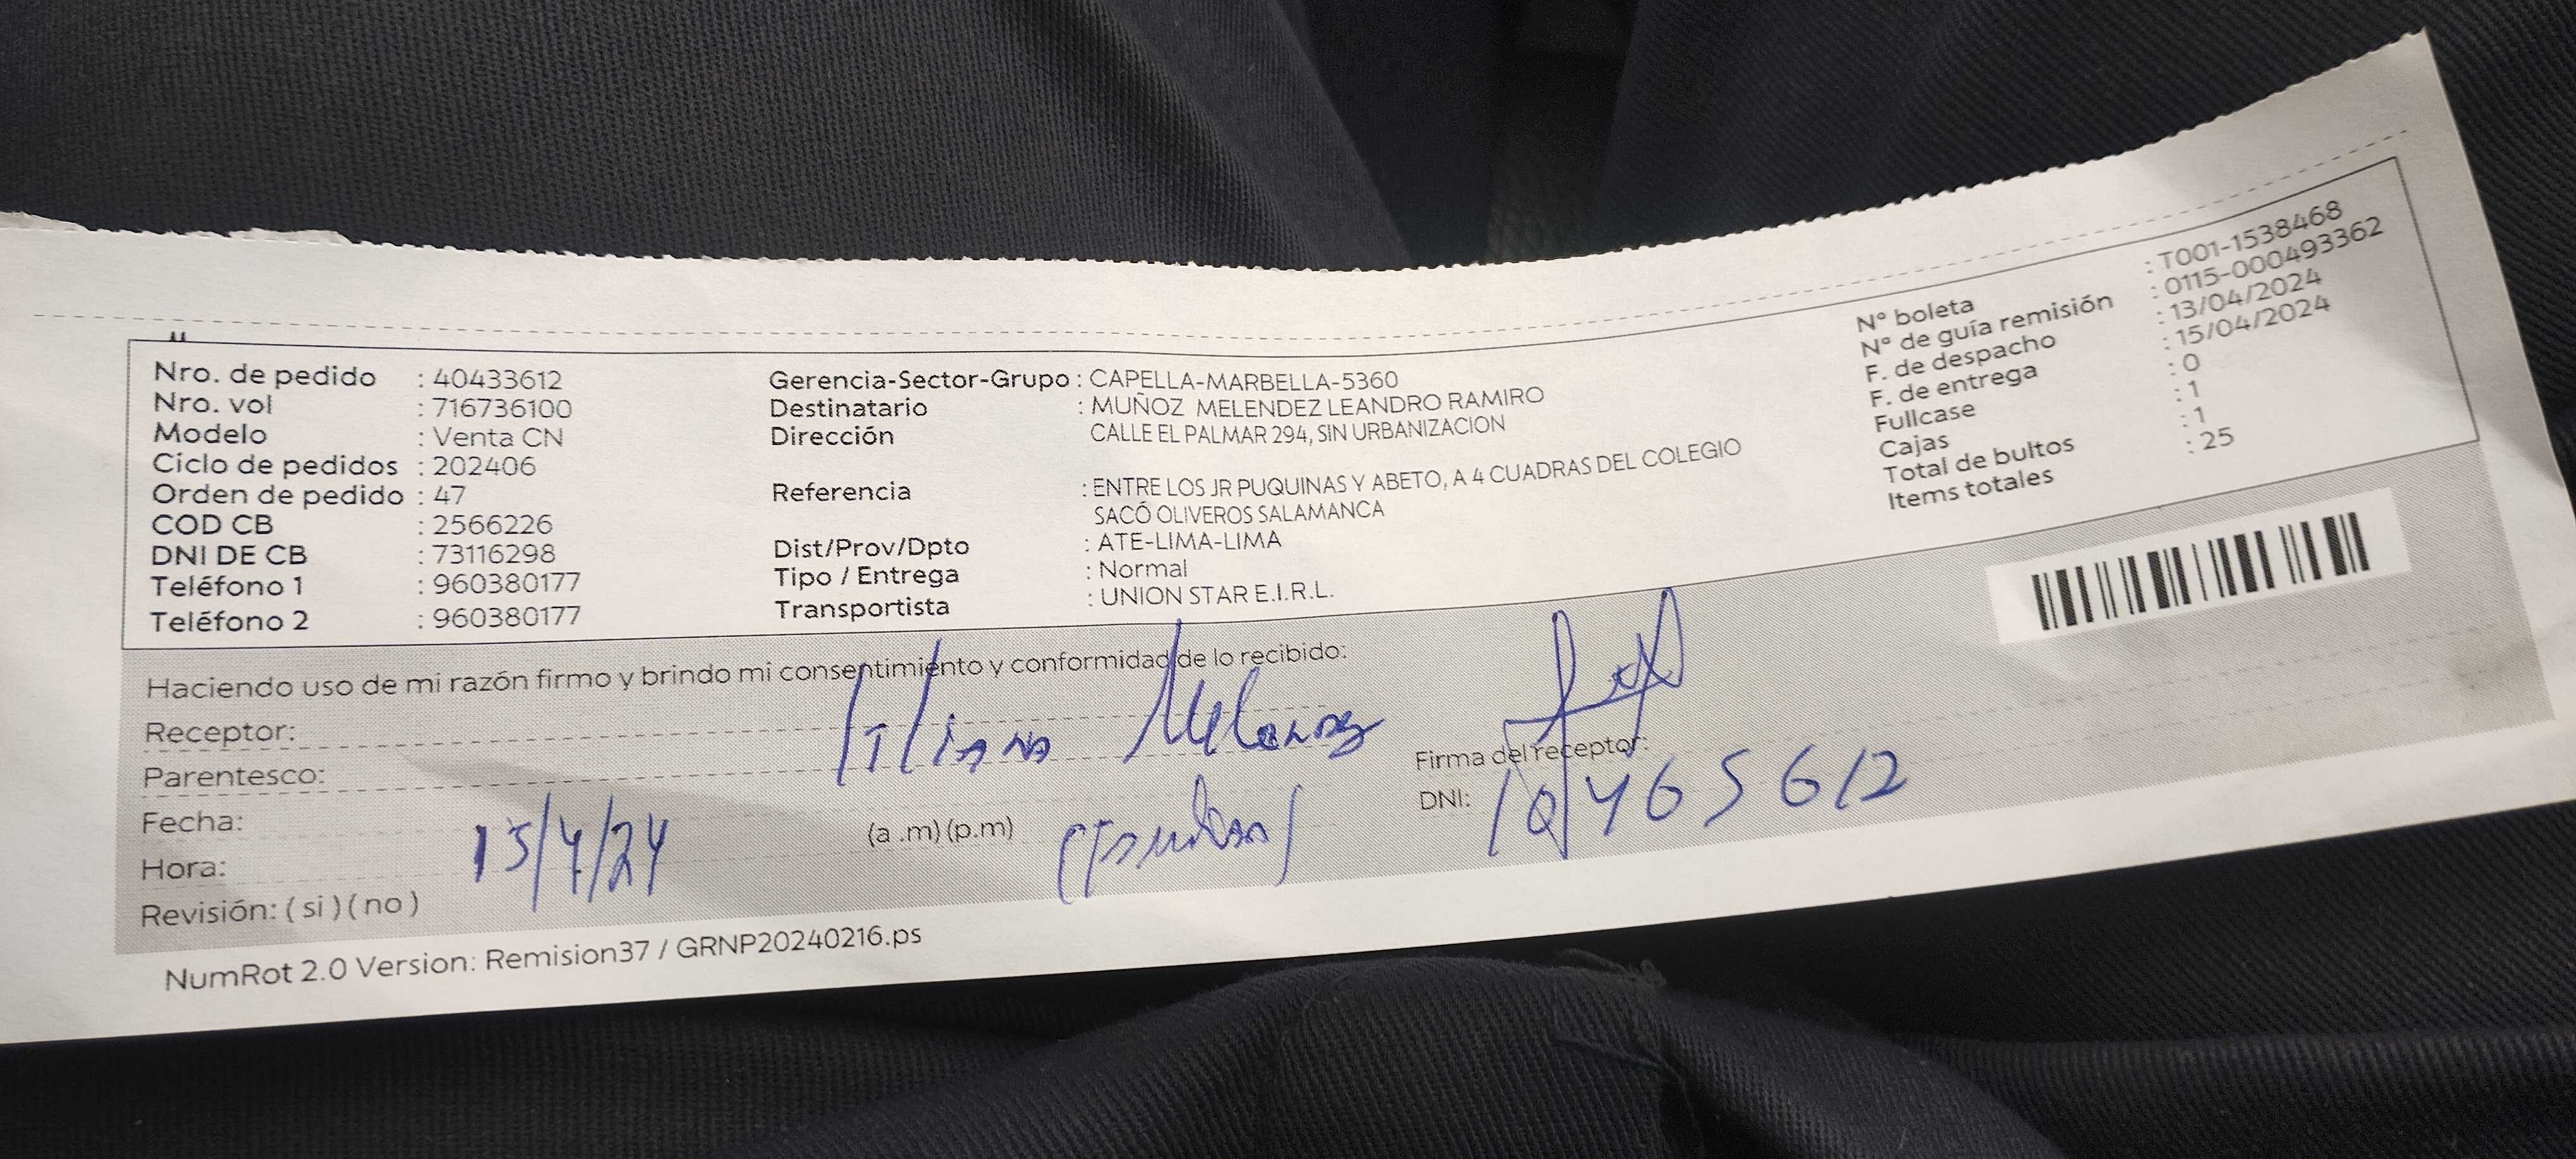 Nro. de pedido : 40433612
Nro. vol : 716736100
Modelo : Venta CN
Ciclo de pedidos : 202406
Orden de pedido : 47
COD CB : 2566226
DNI DE CB : 73116298
Teléfono 1 : 960380177
Teléfono 2 : 960380177
Gerencia-Sector-Grupo : CAPELLA-MARBELLA-5360
Destinatario : MUÑOZ MELENDEZ LEANDRO RAMIRO
Dirección CALLE EL PALMAR 294, SIN URBANIZACION
Referencia : ENTRE LOS JR PUQUINAS Y ABETO, A 4 CUADRAS DEL COLEGIO
SACÓ OLIVEROS SALAMANCA
Dist/Prov/Dpto : ATE-LIMA-LIMA
Tipo / Entrega : Normal
Transportista : UNION STAR E.I.R.L.
N° boleta : T001-1538468
N° de guía remisión : 0115-000493362
F. de despacho : 13/04/2024
F. de entrega : 15/04/2024
Fullcase : 0
Cajas : 1
Total de bultos : 1
Items totales : 25
Haciendo uso de mi razón firmo y brindo mi consentimiento y conformidad de lo recibido:
Receptor:
Parentesco:
Fecha: 15/4/24
Hora: (a .m) (p.m)
Revisión: ( si ) ( no )
Firma del receptor:
DNI: 10465612
NumRot 2.0 Version: Remision37 / GRNP20240216.ps